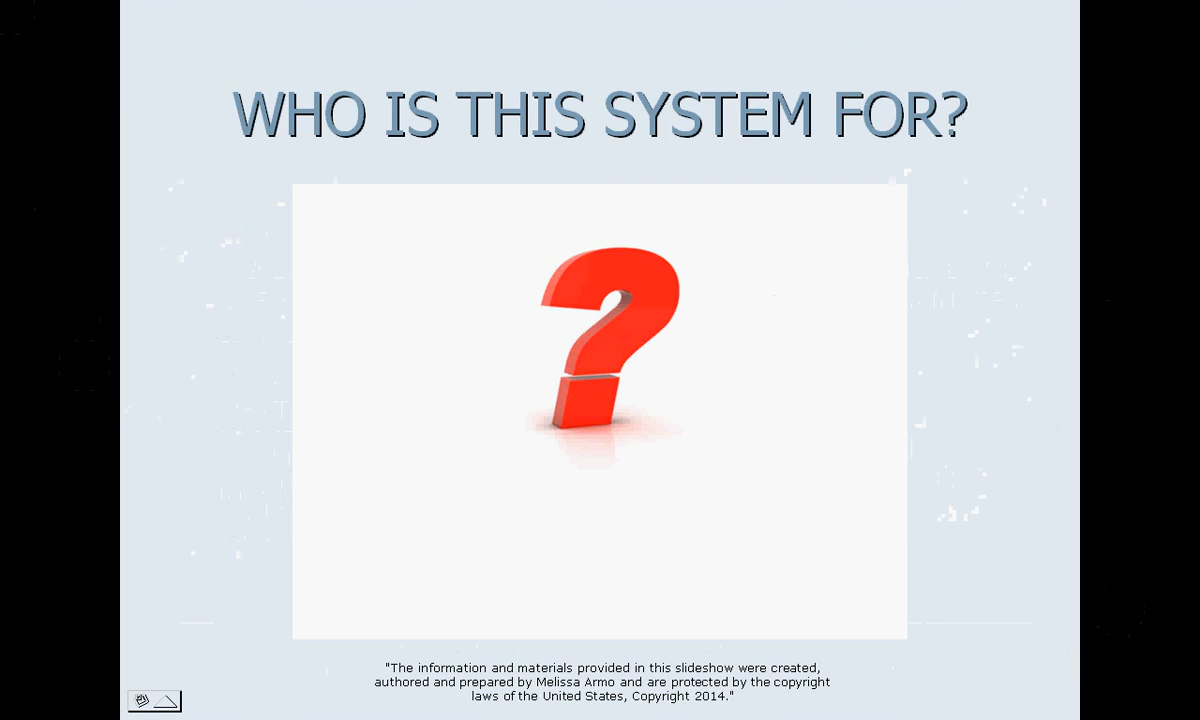 WHO IS THIS SYSTEM FOR?
"The information and materials provided in this slideshow were created,
authored and prepared by Melissa Armo and are protected by the copyright
laws of the United States, Copyright 2014."